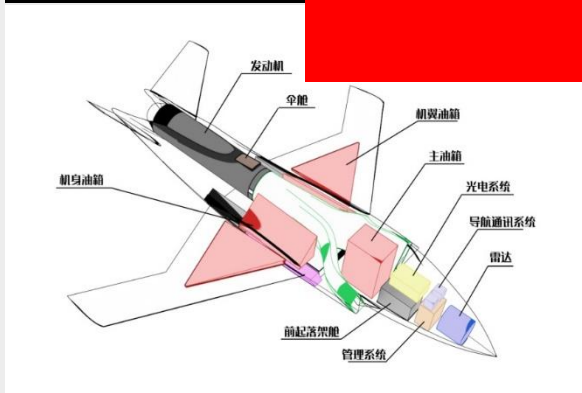 发动机
伞舱
机翼油箱
主油箱
光电系统
导航通讯系统
雷达
机身油箱
前起落架舱
管理系统